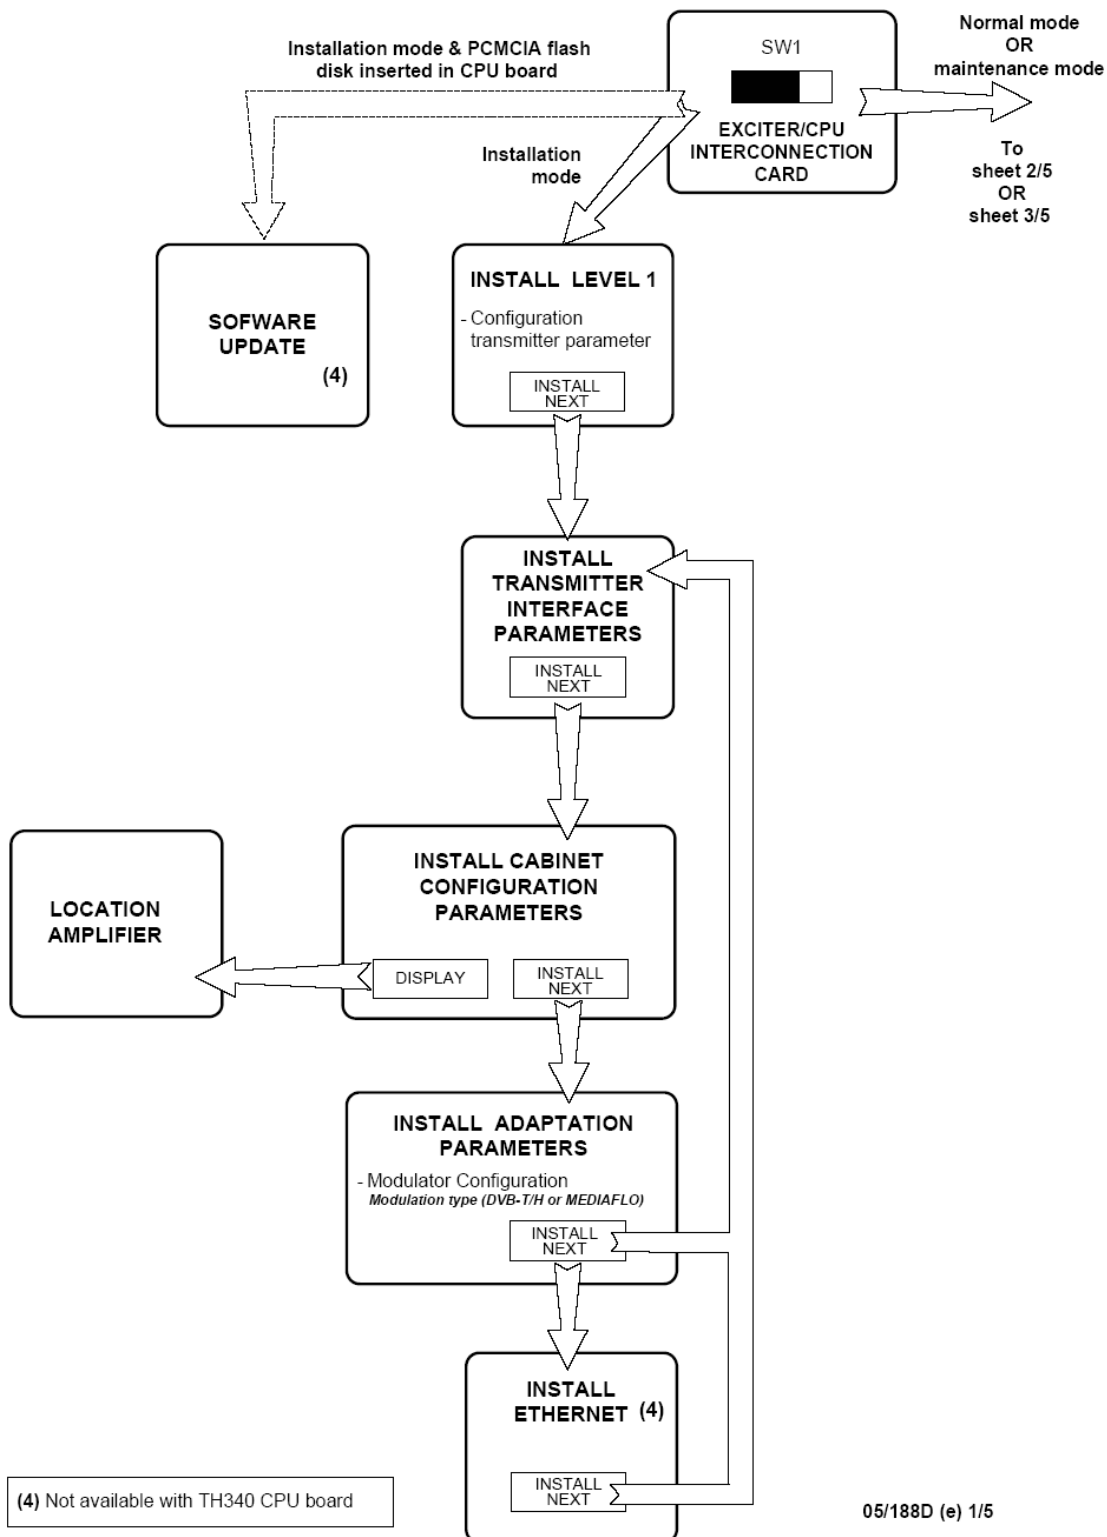 Installation mode & PCMCIA flash
disk inserted in CPU board
SW1
EXCITER/CPU
INTERCONNECTION
CARD
Normal mode
OR
maintenance mode
To
sheet 2/5
OR
sheet 3/5
Installation
mode
SOFWARE
UPDATE
(4)
INSTALL LEVEL 1
- Configuration
transmitter parameter
INSTALL
NEXT
INSTALL
TRANSMITTER
INTERFACE
PARAMETERS
INSTALL
NEXT
LOCATION
AMPLIFIER
INSTALL CABINET
CONFIGURATION
PARAMETERS
DISPLAY
INSTALL
NEXT
INSTALL ADAPTATION
PARAMETERS
- Modulator Configuration
Modulation type (DVB-T/H or MEDIAFLO)
INSTALL
NEXT
INSTALL
ETHERNET (4)
INSTALL
NEXT
(4) Not available with TH340 CPU board
05/188D (e) 1/5